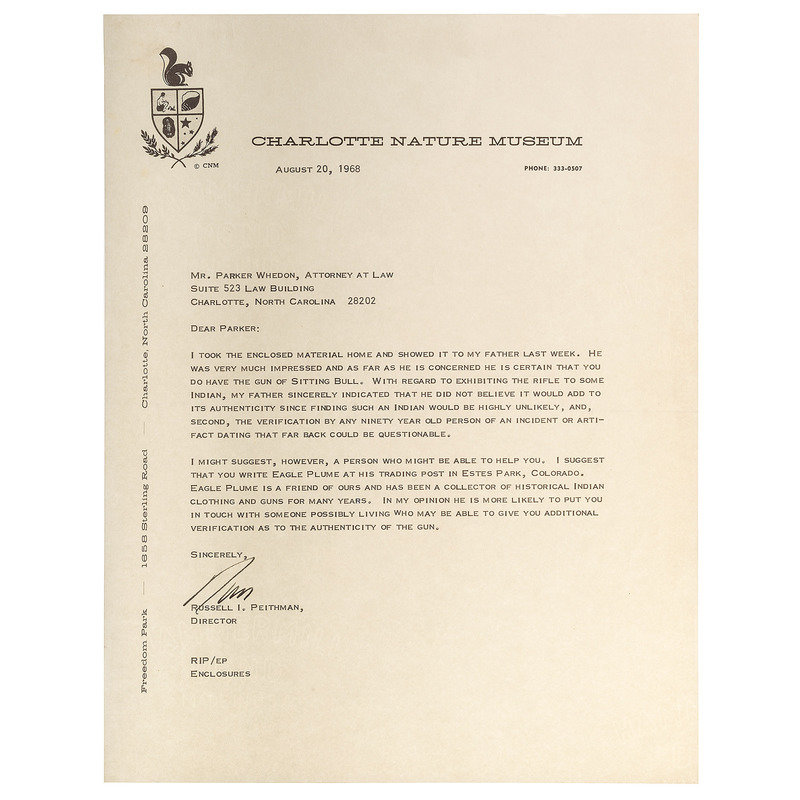 CHARLOTTE NATURE MUSEUM
© CNM
AUGUST 20, 1968
PHONE: 333-0507
Freedom Park — 1658 Sterling Road — Charlotte, North Carolina 28209
MR. PARKER WHEDON, ATTORNEY AT LAW
SUITE 523 LAW BUILDING
CHARLOTTE, NORTH CAROLINA 28202
DEAR PARKER:
I TOOK THE ENCLOSED MATERIAL HOME AND SHOWED IT TO MY FATHER LAST WEEK. HE
WAS VERY MUCH IMPRESSED AND AS FAR AS HE IS CONCERNED HE IS CERTAIN THAT YOU
DO HAVE THE GUN OF SITTING BULL. WITH REGARD TO EXHIBITING THE RIFLE TO SOME
INDIAN, MY FATHER SINCERELY INDICATED THAT HE DID NOT BELIEVE IT WOULD ADD TO
ITS AUTHENTICITY SINCE FINDING SUCH AN INDIAN WOULD BE HIGHLY UNLIKELY, AND,
SECOND, THE VERIFICATION BY ANY NINETY YEAR OLD PERSON OF AN INCIDENT OR ARTI-
FACT DATING THAT FAR BACK COULD BE QUESTIONABLE.
I MIGHT SUGGEST, HOWEVER, A PERSON WHO MIGHT BE ABLE TO HELP YOU. I SUGGEST
THAT YOU WRITE EAGLE PLUME AT HIS TRADING POST IN ESTES PARK, COLORADO.
EAGLE PLUME IS A FRIEND OF OURS AND HAS BEEN A COLLECTOR OF HISTORICAL INDIAN
CLOTHING AND GUNS FOR MANY YEARS. IN MY OPINION HE IS MORE LIKELY TO PUT YOU
IN TOUCH WITH SOMEONE POSSIBLY LIVING WHO MAY BE ABLE TO GIVE YOU ADDITIONAL
VERIFICATION AS TO THE AUTHENTICITY OF THE GUN.
SINCERELY,
RUSSELL I. PEITHMAN,
DIRECTOR
RIP/EP
ENCLOSURES